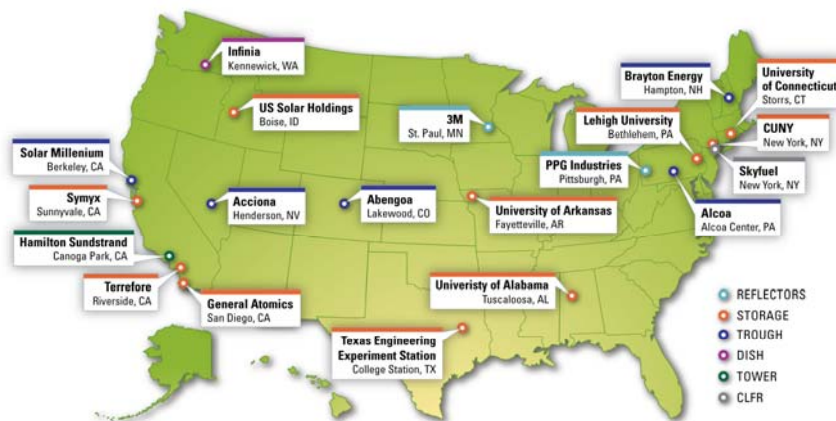 Infinia
Kennewick, WA
US Solar Holdings
Boise, ID
3M
St. Paul, MN
Brayton Energy
Hampton, NH
University
of Connecticut
Storrs, CT
Lehigh University
Bethlehem, PA
CUNY
New York, NY
Solar Millenium
Berkeley, CA
PPG Industries
Pittsburgh, PA
Skyfuel
New York, NY
Symyx
Sunnyvale, CA
Acciona
Henderson, NV
Abengoa
Lakewood, CO
University of Arkansas
Fayetteville, AR
Alcoa
Alcoa Center, PA
Hamilton Sundstrand
Canoga Park, CA
Terrefore
Riverside, CA
General Atomics
San Diego, CA
Univeristy of Alabama
Tuscaloosa, AL
Texas Engineering
Experiment Station
College Station, TX
REFLECTORS
STORAGE
TROUGH
DISH
TOWER
CLFR